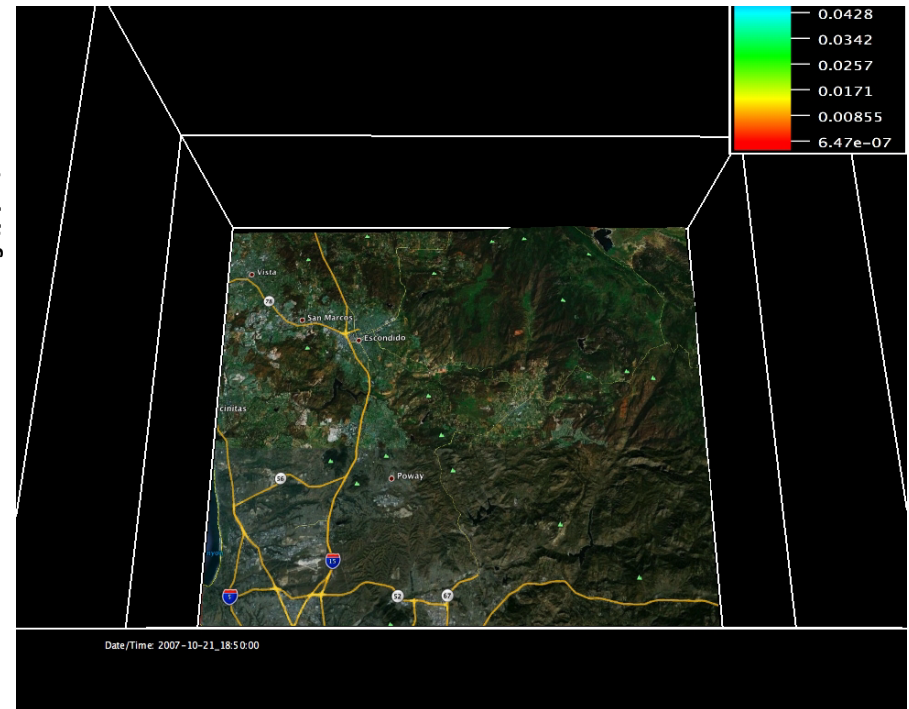 0.0428
0.0342
0.0257
0.0171
0.00855
6.47e-07
Vista
78
San Marcos
Escondido
cinitas
Poway
56
15
5
52
67
Date/Time: 2007-10-21_18:50:00